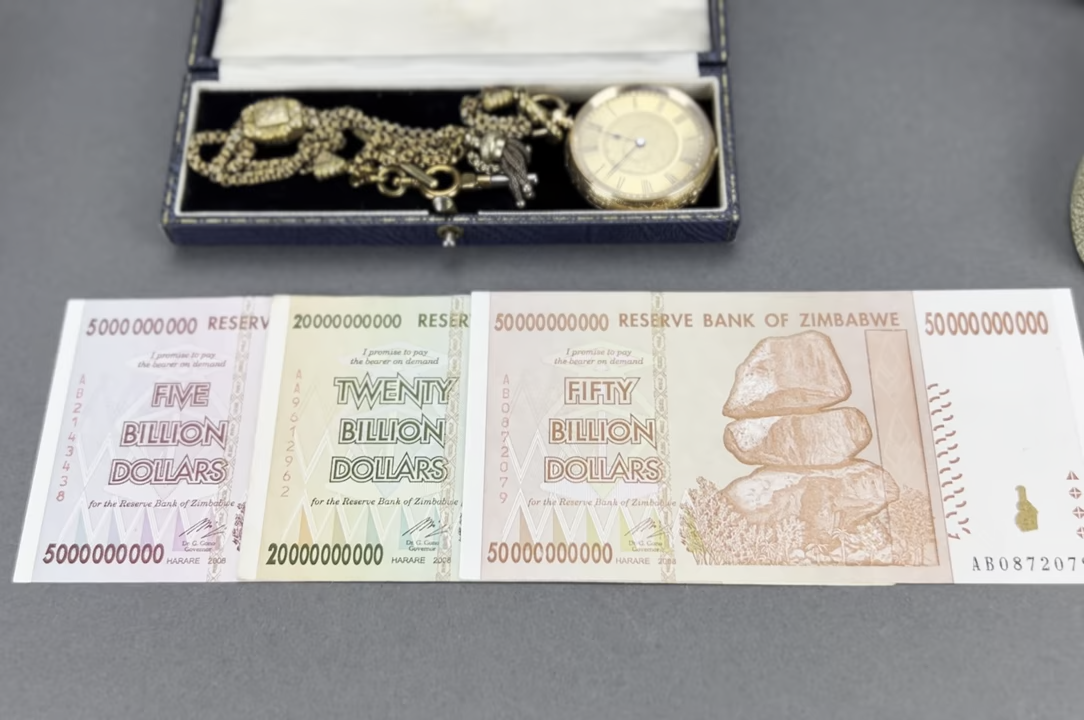 5000000000 RESERV
I promise to pay
the bearer on demand
AB2143438
FIVE
BILLION
DOLLARS
for the Reserve Bank of Zimbabwe
Dr. G. Gono
Governor
5000000000
HARARE 2008
20000000000 RESER
I promise to pay
the bearer on demand
AA9612962
TWENTY
BILLION
DOLLARS
for the Reserve Bank of Zimbabwe
Dr. G. Gono
Governor
20000000000
HARARE 2008
50000000000 RESERVE BANK OF ZIMBABWE 50000000000
I promise to pay
the bearer on demand
AB0872079
FIFTY
BILLION
DOLLARS
for the Reserve Bank of Zimbabwe
Dr. G. Gono
Governor
50000000000
HARARE 2008
AB0872079